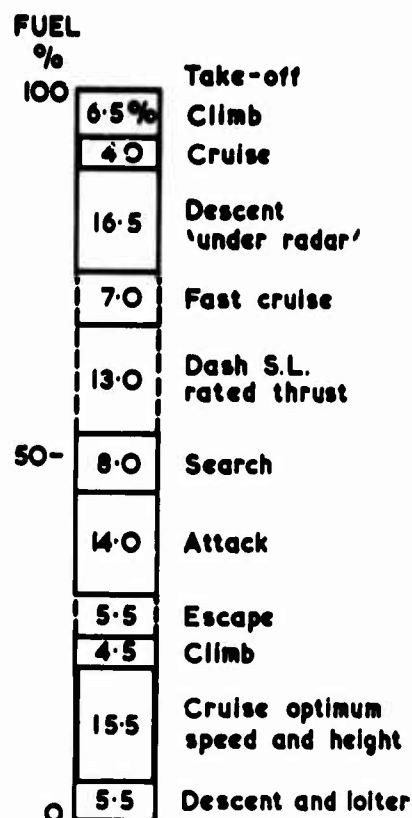 FUEL
%
100
Take-off
6.5% Climb
4.0 Cruise
16.5 Descent
'under radar'
7.0 Fast cruise
13.0 Dash S.L.
rated thrust
50-
8.0 Search
14.0 Attack
5.5 Escape
4.5 Climb
15.5 Cruise optimum
speed and height
0
5.5 Descent and loiter